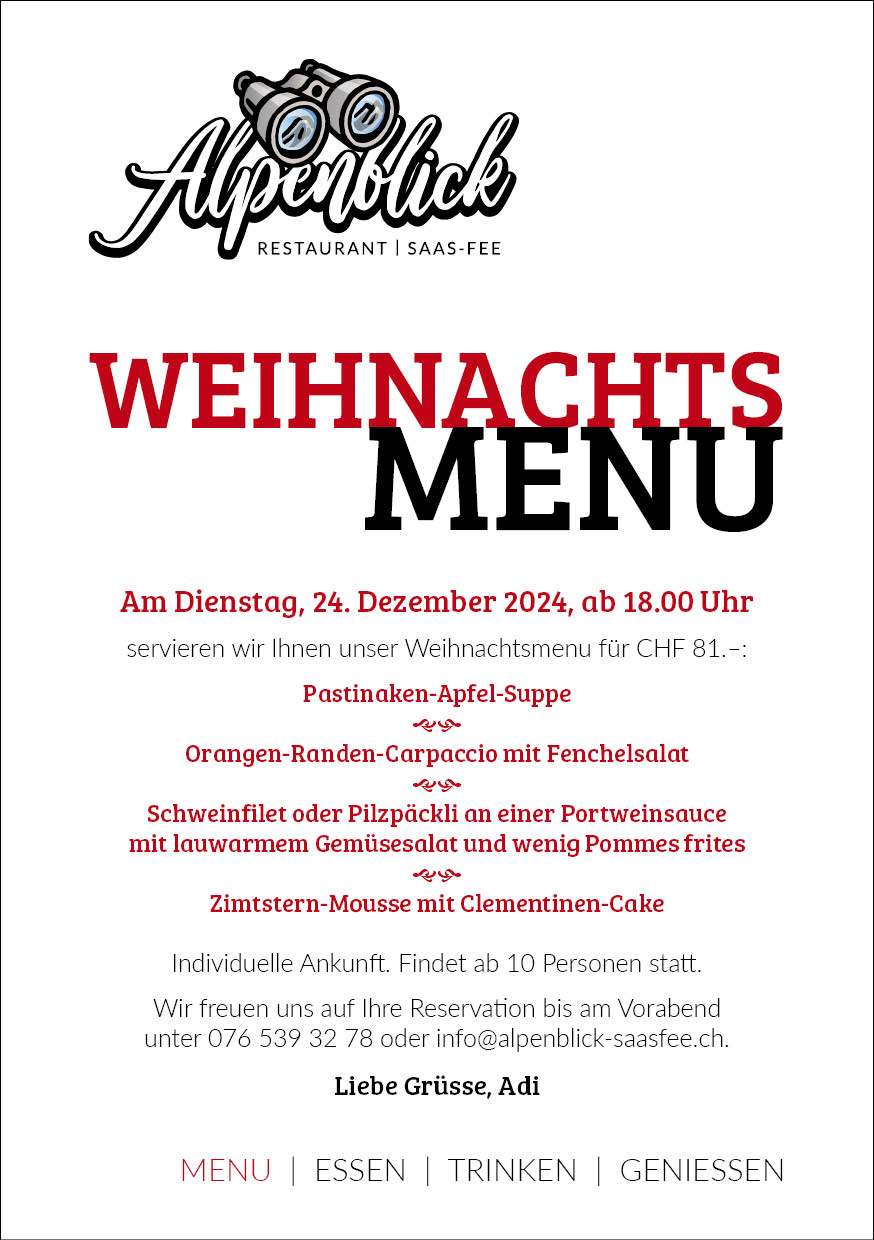 Alpenblick
RESTAURANT | SAAS-FEE
WEIHNACHTS
MENU
Am Dienstag, 24. Dezember 2024, ab 18.00 Uhr
servieren wir Ihnen unser Weihnachtsmenu für CHF 81.–:
Pastinaken-Apfel-Suppe
Orangen-Randen-Carpaccio mit Fenchelsalat
Schweinfilet oder Pilzpäckli an einer Portweinsauce
mit lauwarmem Gemüsesalat und wenig Pommes frites
Zimtstern-Mousse mit Clementinen-Cake
Individuelle Ankunft. Findet ab 10 Personen statt.
Wir freuen uns auf Ihre Reservation bis am Vorabend
unter 076 539 32 78 oder info@alpenblick-saasfee.ch.
Liebe Grüsse, Adi
MENU | ESSEN | TRINKEN | GENIESSEN